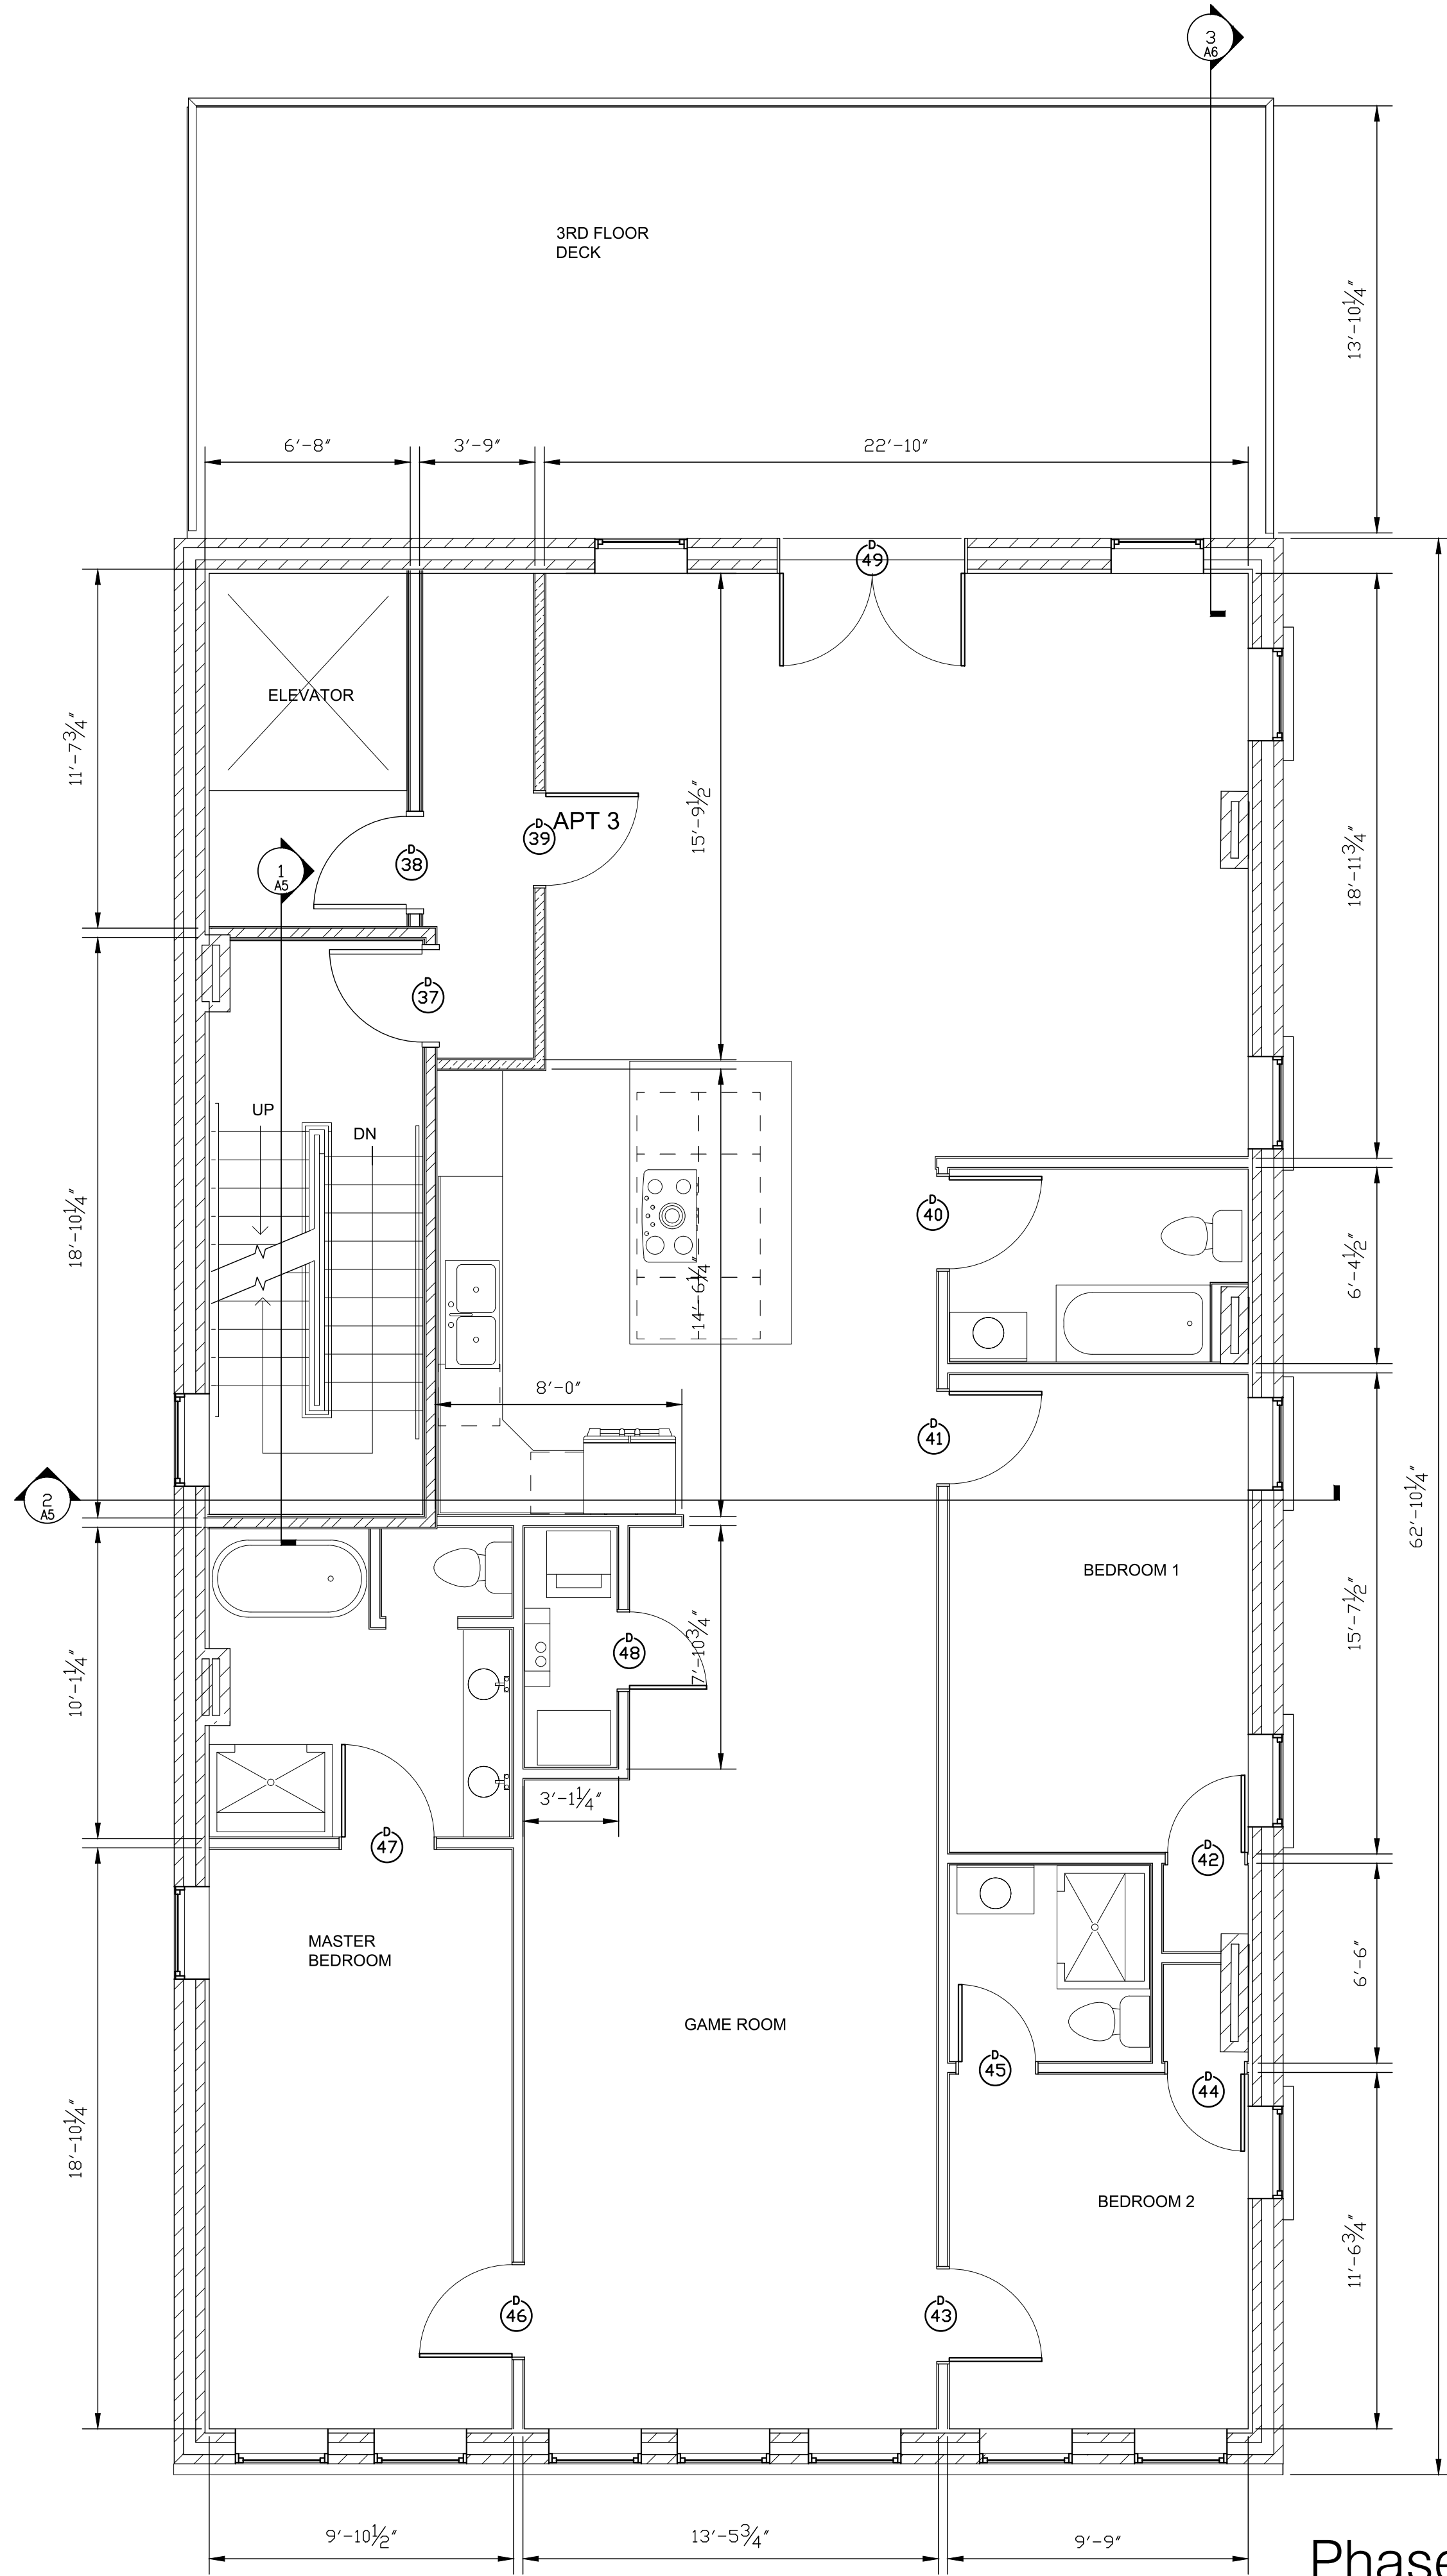 3
A6
3RD FLOOR
DECK
13'-10¼"
6'-8"
3'-9"
22'-10"
D
49
ELEVATOR
11'-7¾"
15'-9½"
APT 3
D
39
D
38
18'-11¾"
1
A5
D
37
UP
DN
18'-10¼"
D
40
6'-4½"
14'-6¼"
8'-0"
D
41
2
A5
62'-10¼"
BEDROOM 1
15'-7½"
10'-1¼"
D
48
7'-10¾"
3'-1¼"
D
47
D
42
MASTER
BEDROOM
6'-6"
GAME ROOM
D
45
D
44
18'-10¼"
BEDROOM 2
11'-6¾"
D
46
D
43
9'-10½"
13'-5¾"
9'-9"
Phase